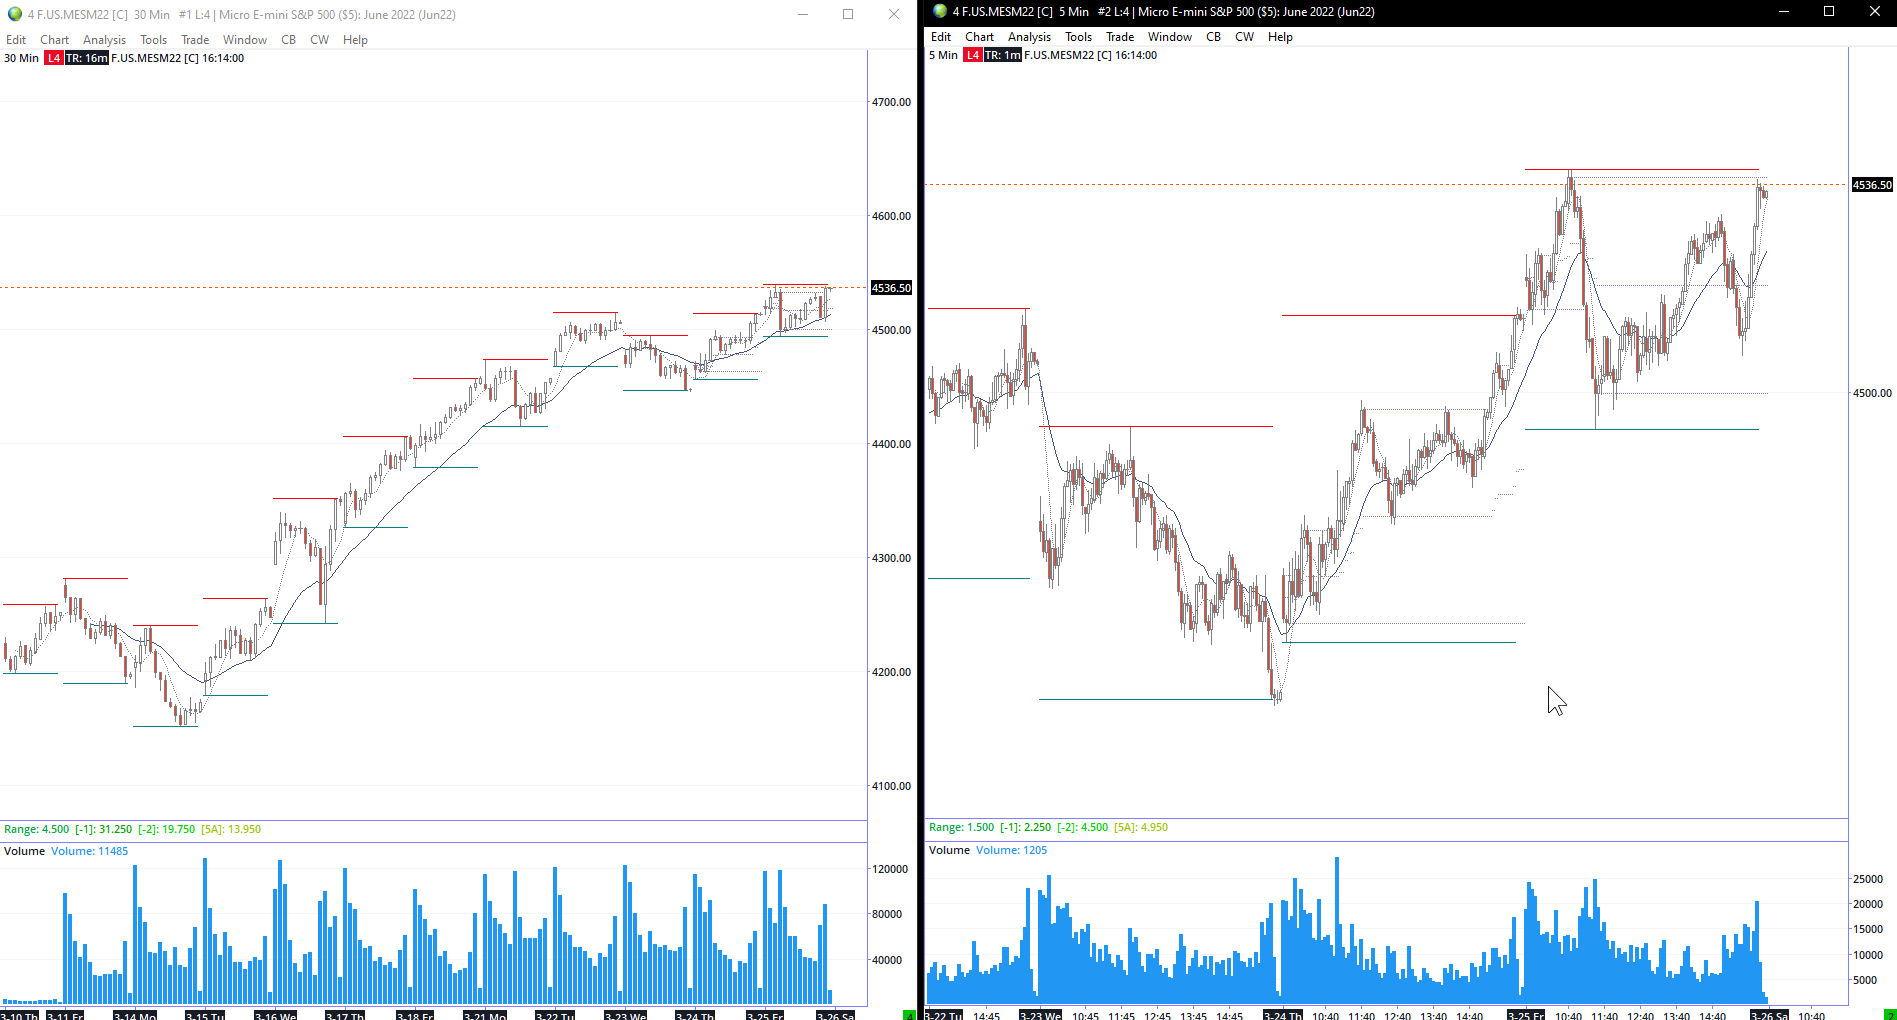 4 F.US.MESM22 [C]  30 Min  #1 L:4 | Micro E-mini S&P 500 ($5): June 2022 (Jun22)
Edit Chart Analysis Tools Trade Window CB CW Help
30 Min L4 TR: 16m F.US.MESM22 [C] 16:14:00
4700.00
4600.00
4536.50
4500.00
4400.00
4300.00
4200.00
4100.00
Range: 4.500 [-1]: 31.250 [-2]: 19.750 [5A]: 13.950
Volume Volume: 11485
120000
80000
40000
3-10 Th 3-11 Fr 3-14 Mo 3-15 Tu 3-16 We 3-17 Th 3-18 Fr 3-21 Mo 3-22 Tu 3-23 We 3-24 Th 3-25 Fr 3-26 Sa 4
4 F.US.MESM22 [C]  5 Min  #2 L:4 | Micro E-mini S&P 500 ($5): June 2022 (Jun22)
Edit Chart Analysis Tools Trade Window CB CW Help
5 Min L4 TR: 1m F.US.MESM22 [C] 16:14:00
4536.50
4500.00
Range: 1.500 [-1]: 2.250 [-2]: 4.500 [5A]: 4.950
Volume Volume: 1205
25000
20000
15000
10000
5000
3-22 Tu 14:45 3-23 We 10:45 11:45 12:45 13:45 14:45 3-24 Th 10:40 11:40 12:40 13:40 14:40 3-25 Fr 10:40 11:40 12:40 13:40 14:40 3-26 Sa 10:40 2